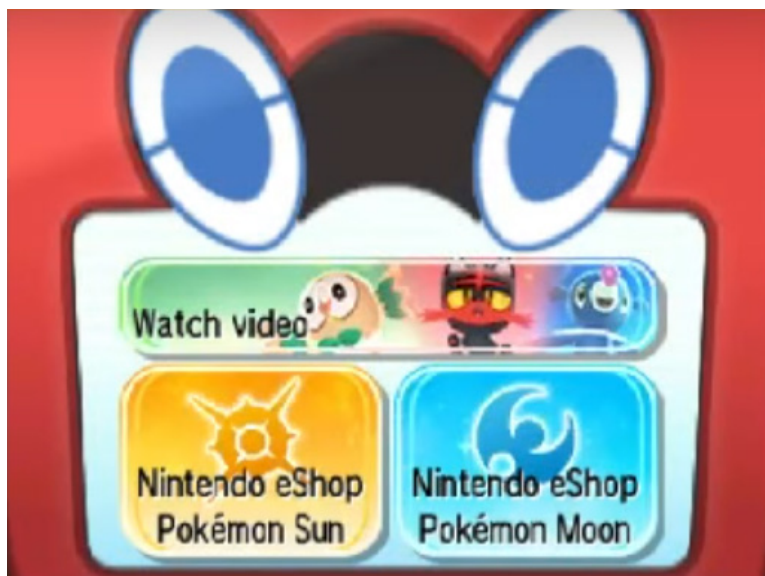 Watch video
Nintendo eShop
Pokémon Sun
Nintendo eShop
Pokémon Moon